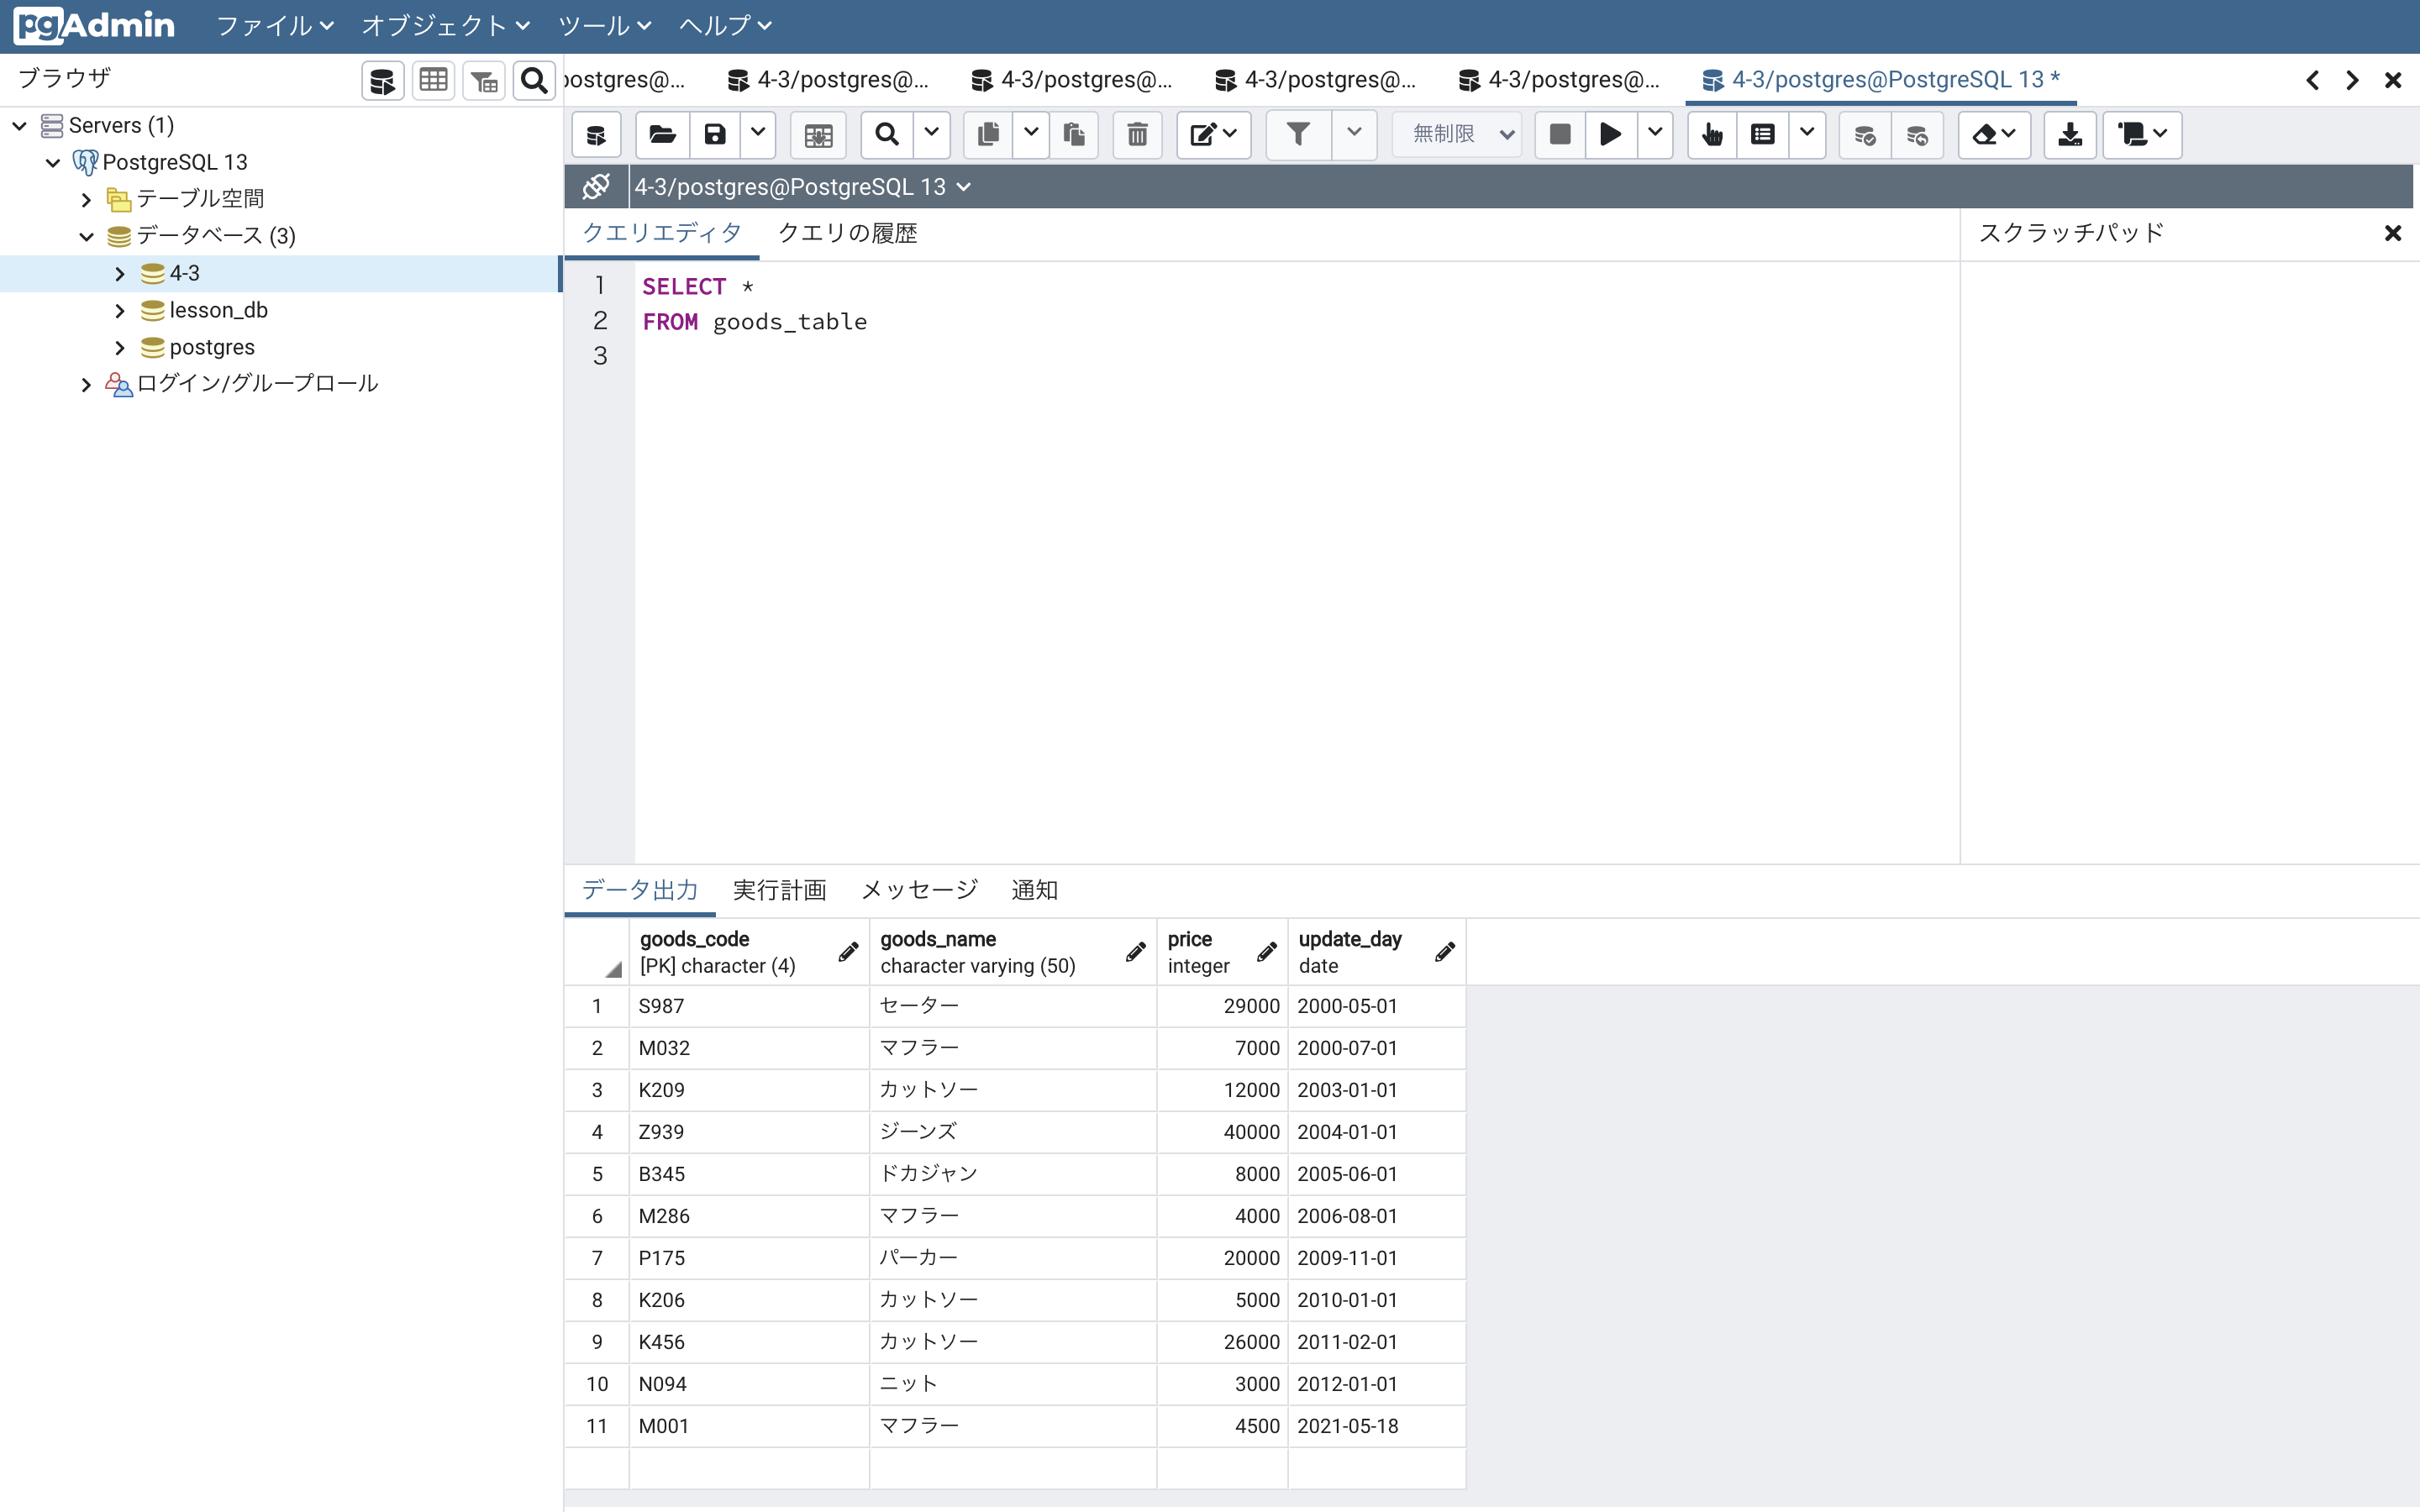 pgAdmin ファイル オブジェクト ツール ヘルプ
ブラウザ
postgres@... 4-3/postgres@... 4-3/postgres@... 4-3/postgres@... 4-3/postgres@... 4-3/postgres@PostgreSQL 13 *
Servers (1)
PostgreSQL 13
テーブル空間
データベース (3)
4-3
lesson_db
postgres
ログイン/グループロール
無制限
4-3/postgres@PostgreSQL 13
クエリエディタ クエリの履歴
スクラッチパッド
1 SELECT *
2 FROM goods_table
3
データ出力 実行計画 メッセージ 通知
goods_code goods_name price update_day
[PK] character (4) character varying (50) integer date
1 S987 セーター 29000 2000-05-01
2 M032 マフラー 7000 2000-07-01
3 K209 カットソー 12000 2003-01-01
4 Z939 ジーンズ 40000 2004-01-01
5 B345 ドカジャン 8000 2005-06-01
6 M286 マフラー 4000 2006-08-01
7 P175 パーカー 20000 2009-11-01
8 K206 カットソー 5000 2010-01-01
9 K456 カットソー 26000 2011-02-01
10 N094 ニット 3000 2012-01-01
11 M001 マフラー 4500 2021-05-18